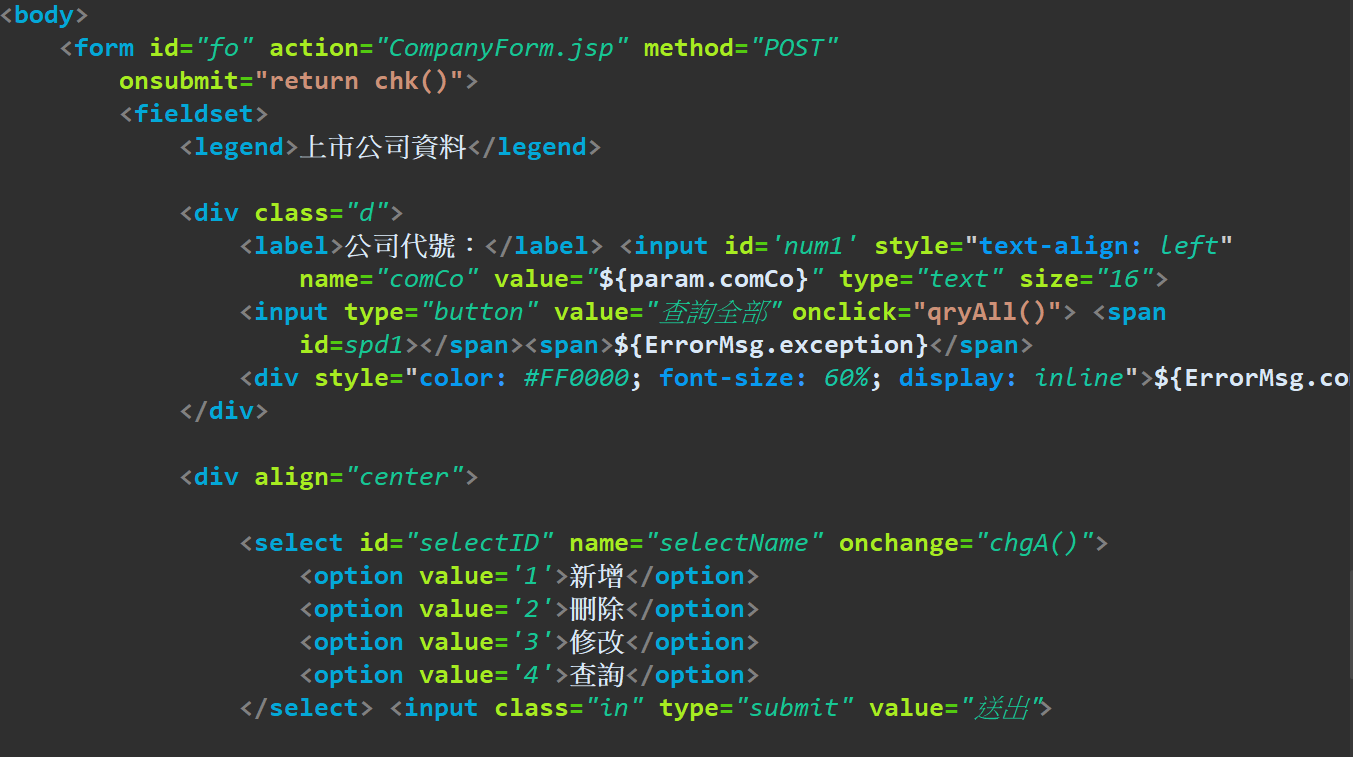 <body>
<form id="fo" action="CompanyForm.jsp" method="POST"
onsubmit="return chk()">
<fieldset>
<legend>上市公司資料</legend>
<div class="d">
<label>公司代號：</label> <input id='num1' style="text-align: left"
name="comCo" value="${param.comCo}" type="text" size="16">
<input type="button" value="查詢全部" onclick="qryAll()"> <span
id=spd1></span><span>${ErrorMsg.exception}</span>
<div style="color: #FF0000; font-size: 60%; display: inline">${ErrorMsg.co
</div>
<div align="center">
<select id="selectID" name="selectName" onchange="chgA()">
<option value='1'>新增</option>
<option value='2'>刪除</option>
<option value='3'>修改</option>
<option value='4'>查詢</option>
</select> <input class="in" type="submit" value="送出">